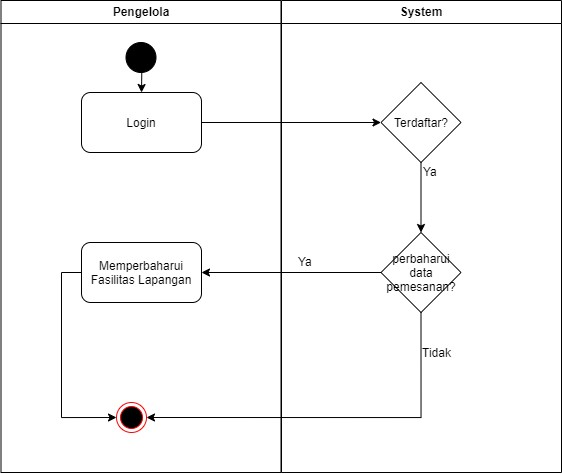 Pengelola
System
Login
Terdaftar?
Ya
Memperbaharui
Fasilitas Lapangan
Ya
perbaharui
data
pemesanan?
Tidak